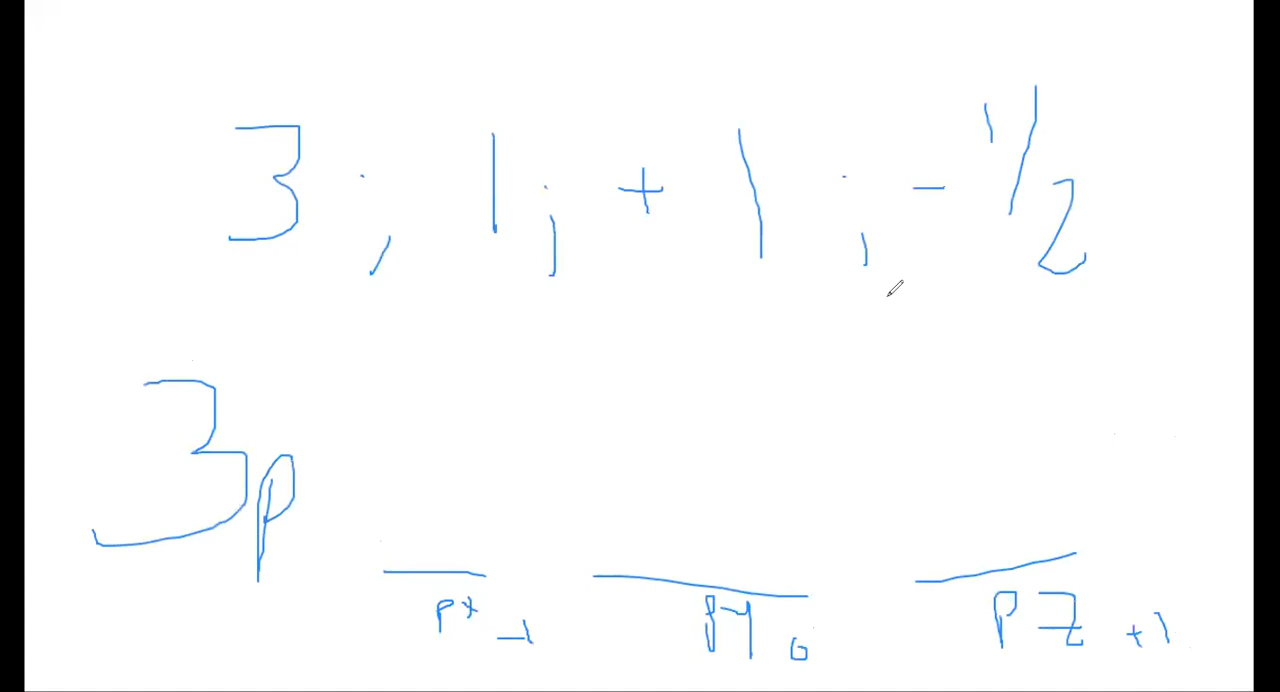 3 ; 1 ; + 1 ; - 1/2
3p
px -1 py 0 pz +1